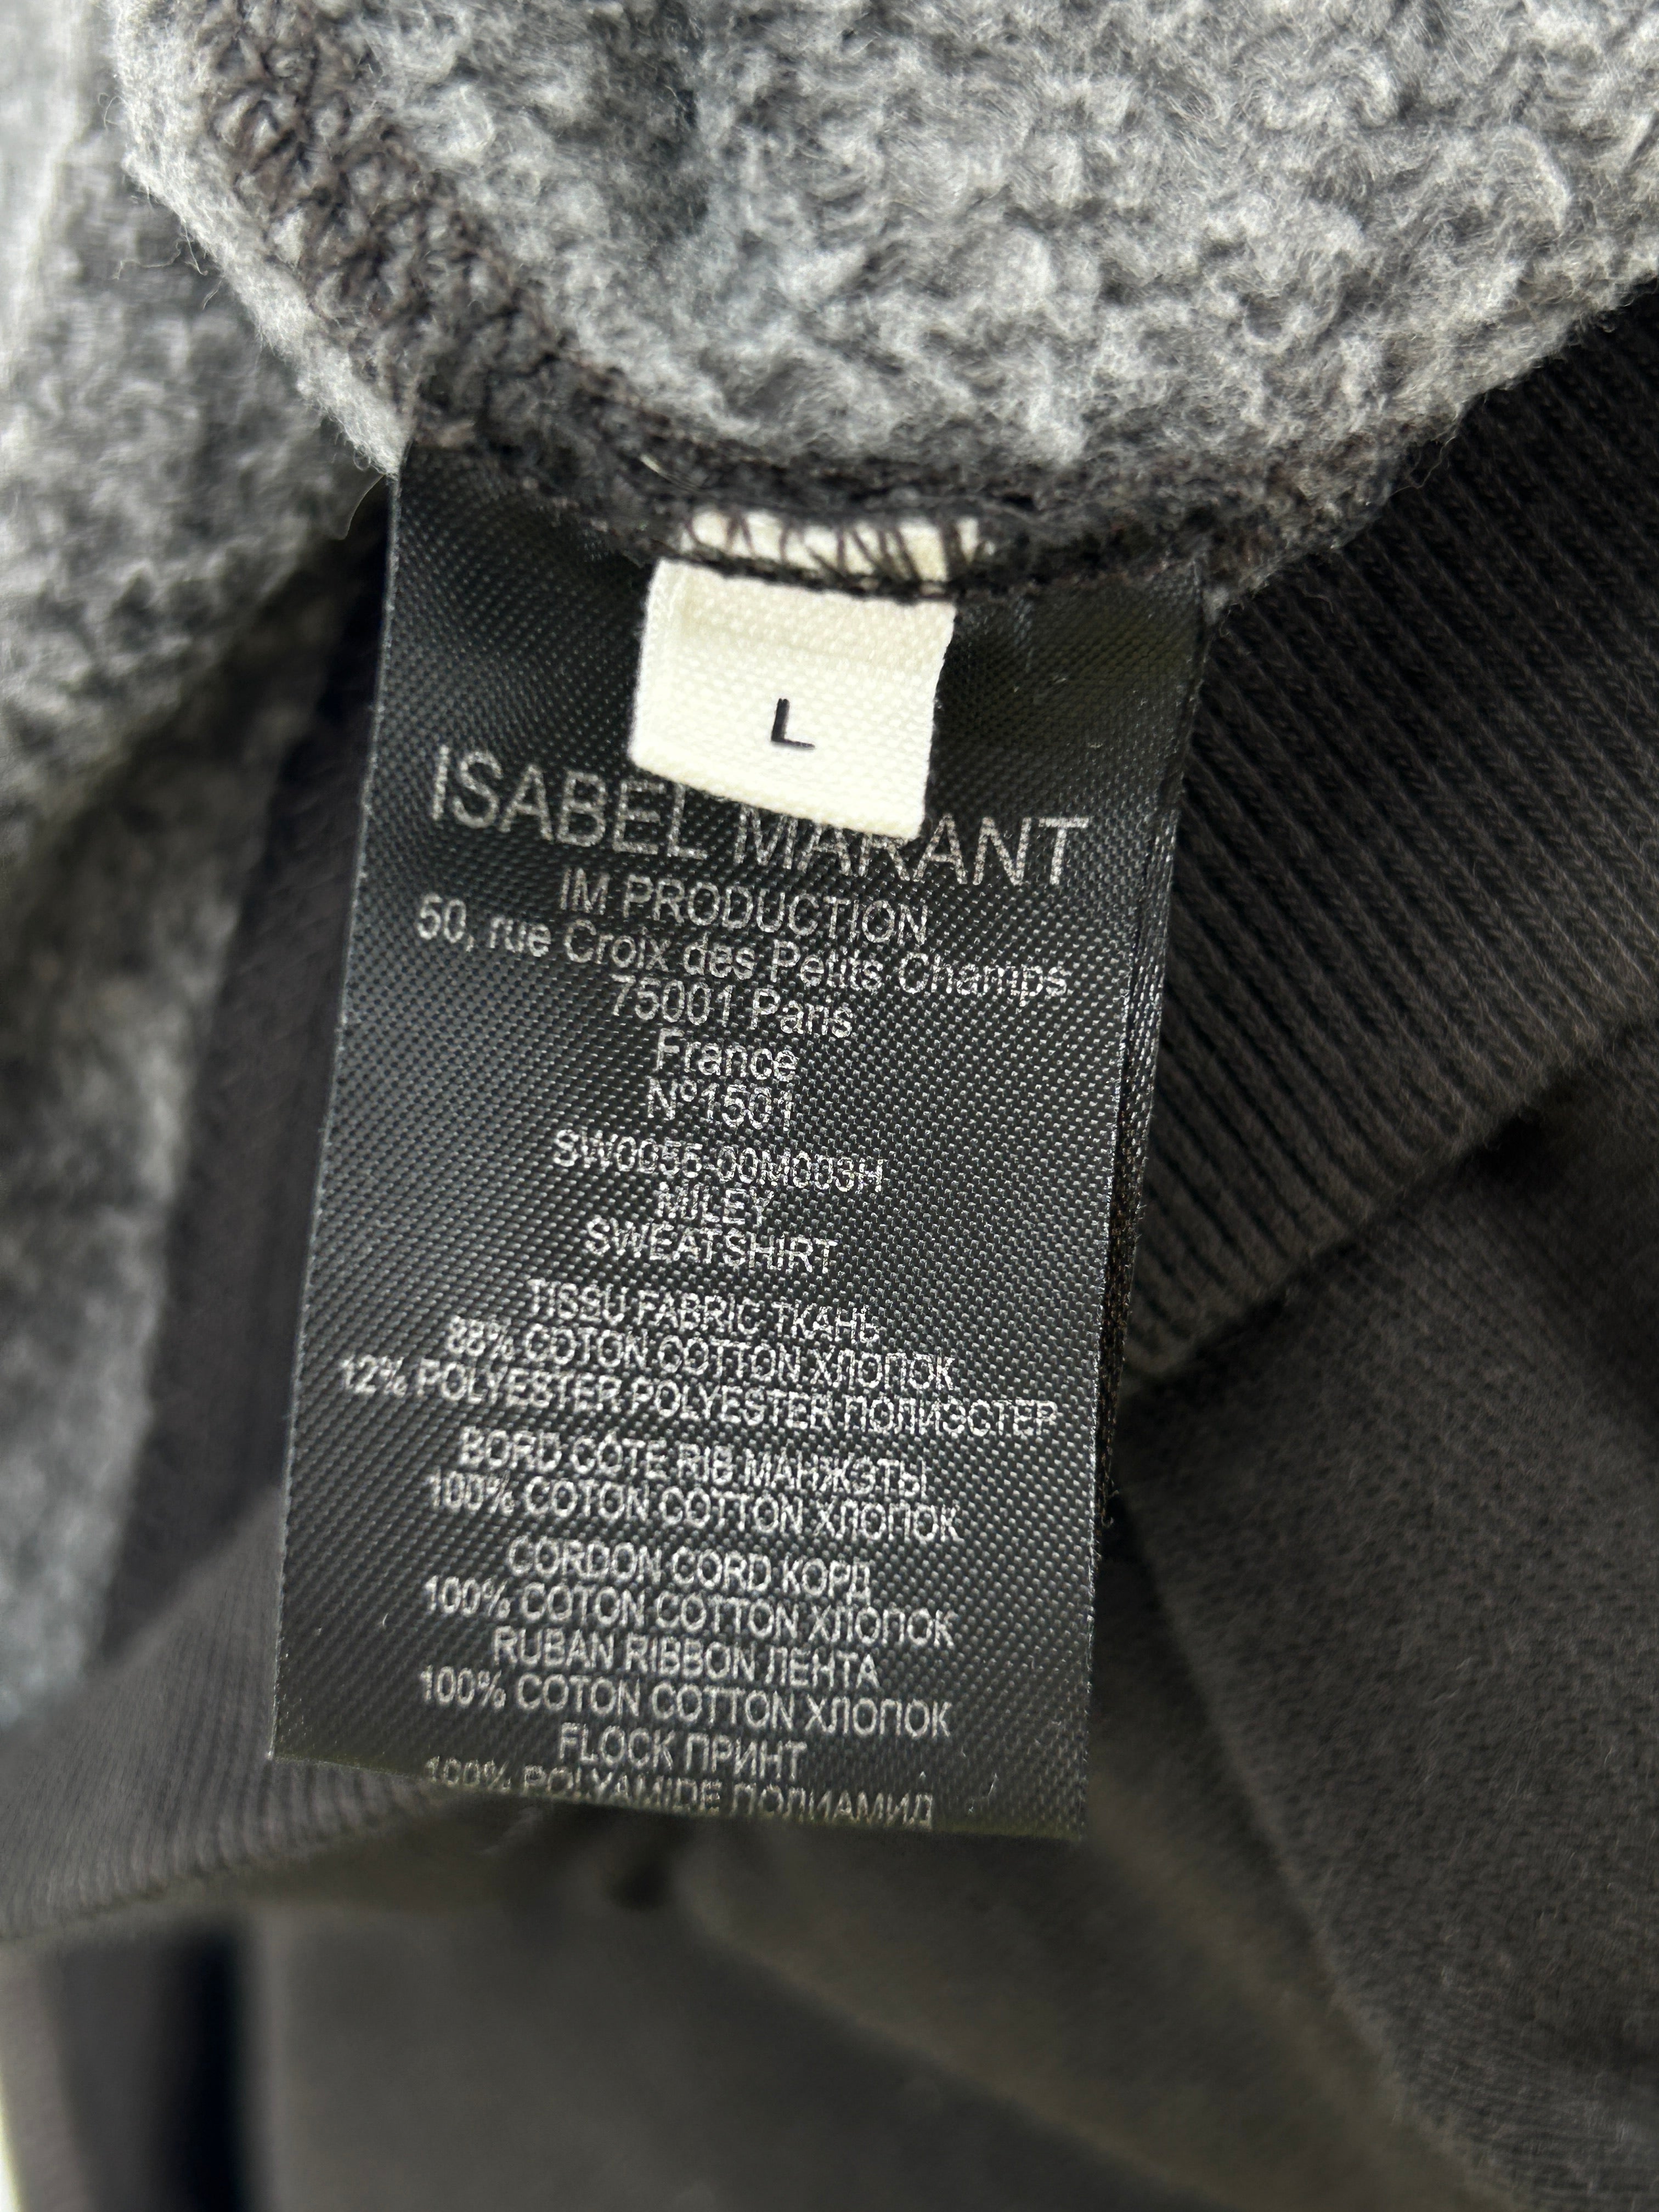 L
ISABEL MARANT
IM PRODUCTION
50, rue Croix des Petits Champs
75001 Paris
France
Nº1501
SW0055-00M003H
MILEY
SWEATSHIRT
TISSU FABRIC ТКАНЬ
88% COTON COTTON ХЛОПОК
12% POLYESTER POLYESTER ПОЛИЭСТЕР
BORD CÔTE RIB МАНЖЭТЫ
100% COTON COTTON ХЛОПОК
CORDON CORD КОРД
100% COTON COTTON ХЛОПОК
RUBAN RIBBON ЛЕНТА
100% COTON COTTON ХЛОПОК
FLOCK ПРИНТ
100% POLYAMIDE ПОЛИАМИД